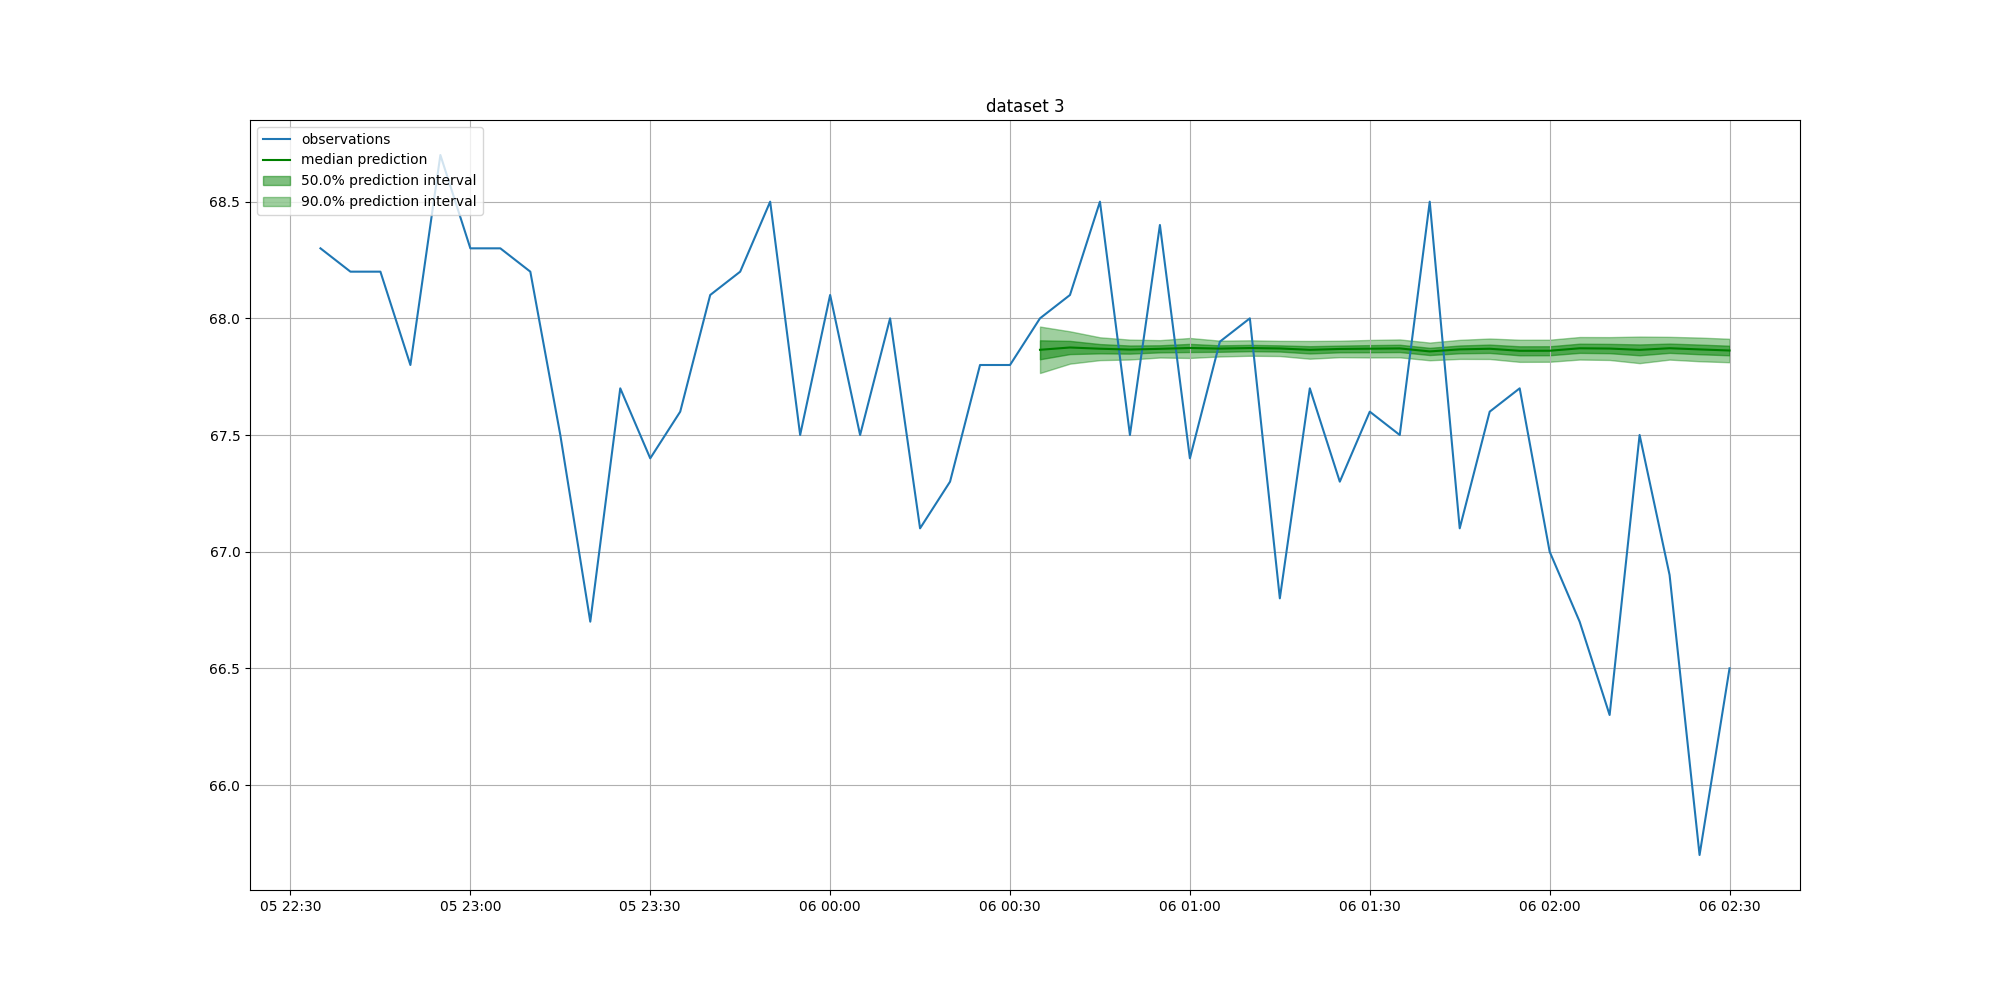 dataset 3
observations
median prediction
50.0% prediction interval
90.0% prediction interval
68.5
68.0
67.5
67.0
66.5
66.0
05 22:30 05 23:00 05 23:30 06 00:00 06 00:30 06 01:00 06 01:30 06 02:00 06 02:30